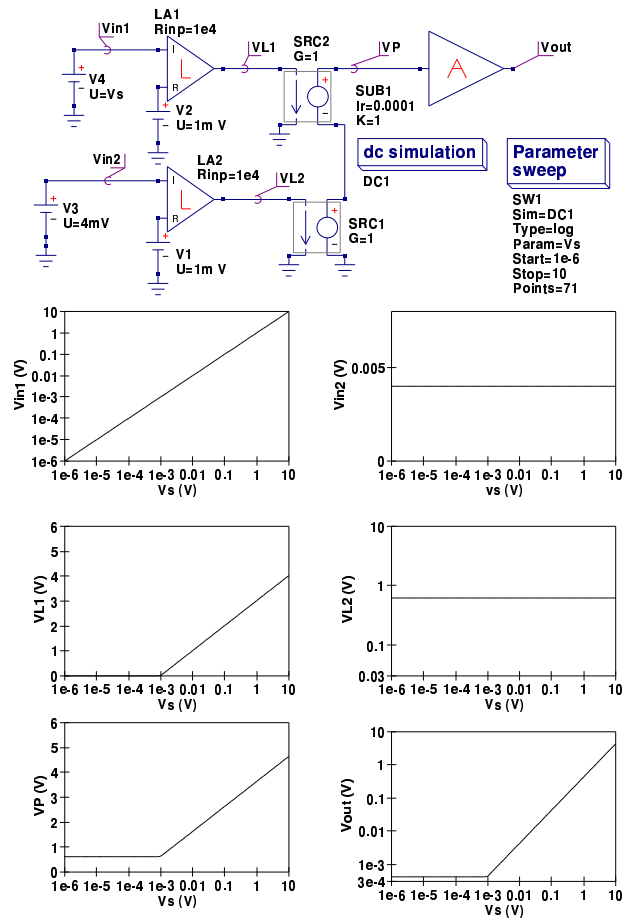 LA1
Rinp=1e4
Vin1
VL1
SRC2
G=1
VP
Vout
I
L
R
A
V4
U=Vs
V2
U=1m V
SUB1
Ir=0.0001
K=1
Vin2
LA2
Rinp=1e4
VL2
dc simulation
DC1
Parameter
sweep
SW1
Sim=DC1
Type=log
Param=Vs
Start=1e-6
Stop=10
Points=71
I
L
R
V3
U=4mV
V1
U=1m V
SRC1
G=1
Vin1 (V)
10
1
0.1
0.01
1e-3
1e-4
1e-5
1e-6
1e-6 1e-5 1e-4 1e-3 0.01 0.1 1 10
Vs (V)
Vin2 (V)
0.005
0
1e-6 1e-5 1e-4 1e-3 0.01 0.1 1 10
vs (V)
VL1 (V)
6
5
4
3
2
1
0
1e-6 1e-5 1e-4 1e-3 0.01 0.1 1 10
Vs (V)
VL2 (V)
10
1
0.1
0.03
1e-6 1e-5 1e-4 1e-3 0.01 0.1 1 10
Vs (V)
VP (V)
6
5
4
3
2
1
0
1e-6 1e-5 1e-4 1e-3 0.01 0.1 1 10
Vs (V)
Vout (V)
10
1
0.1
0.01
1e-3
3e-4
1e-6 1e-5 1e-4 1e-3 0.01 0.1 1 10
Vs (V)